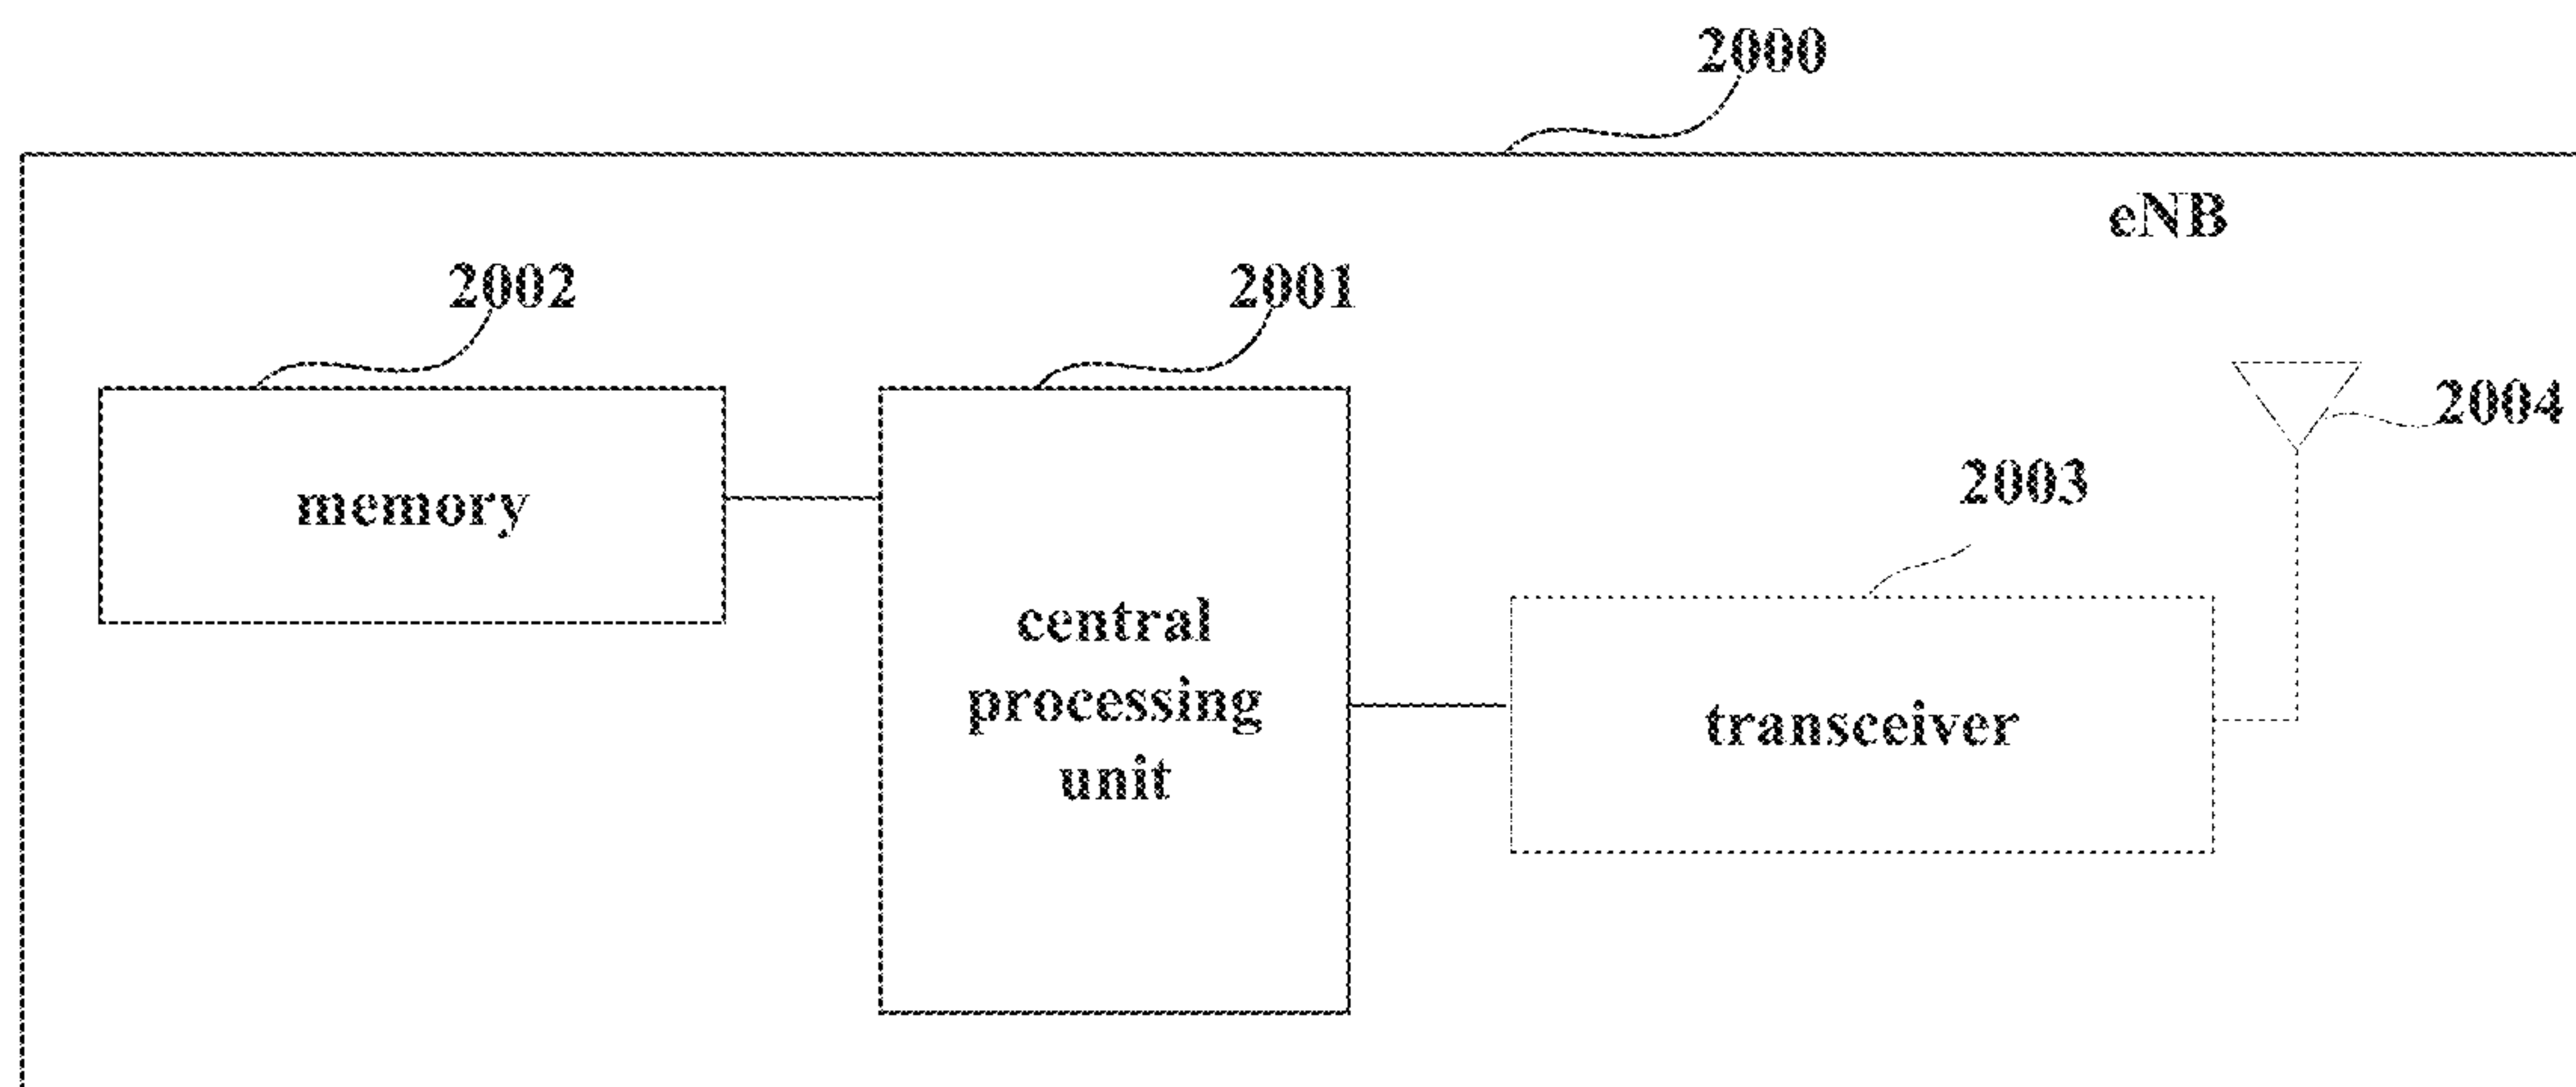 2000
eNB
2002
2001
2004
2003
memory
central
processing
unit
transceiver